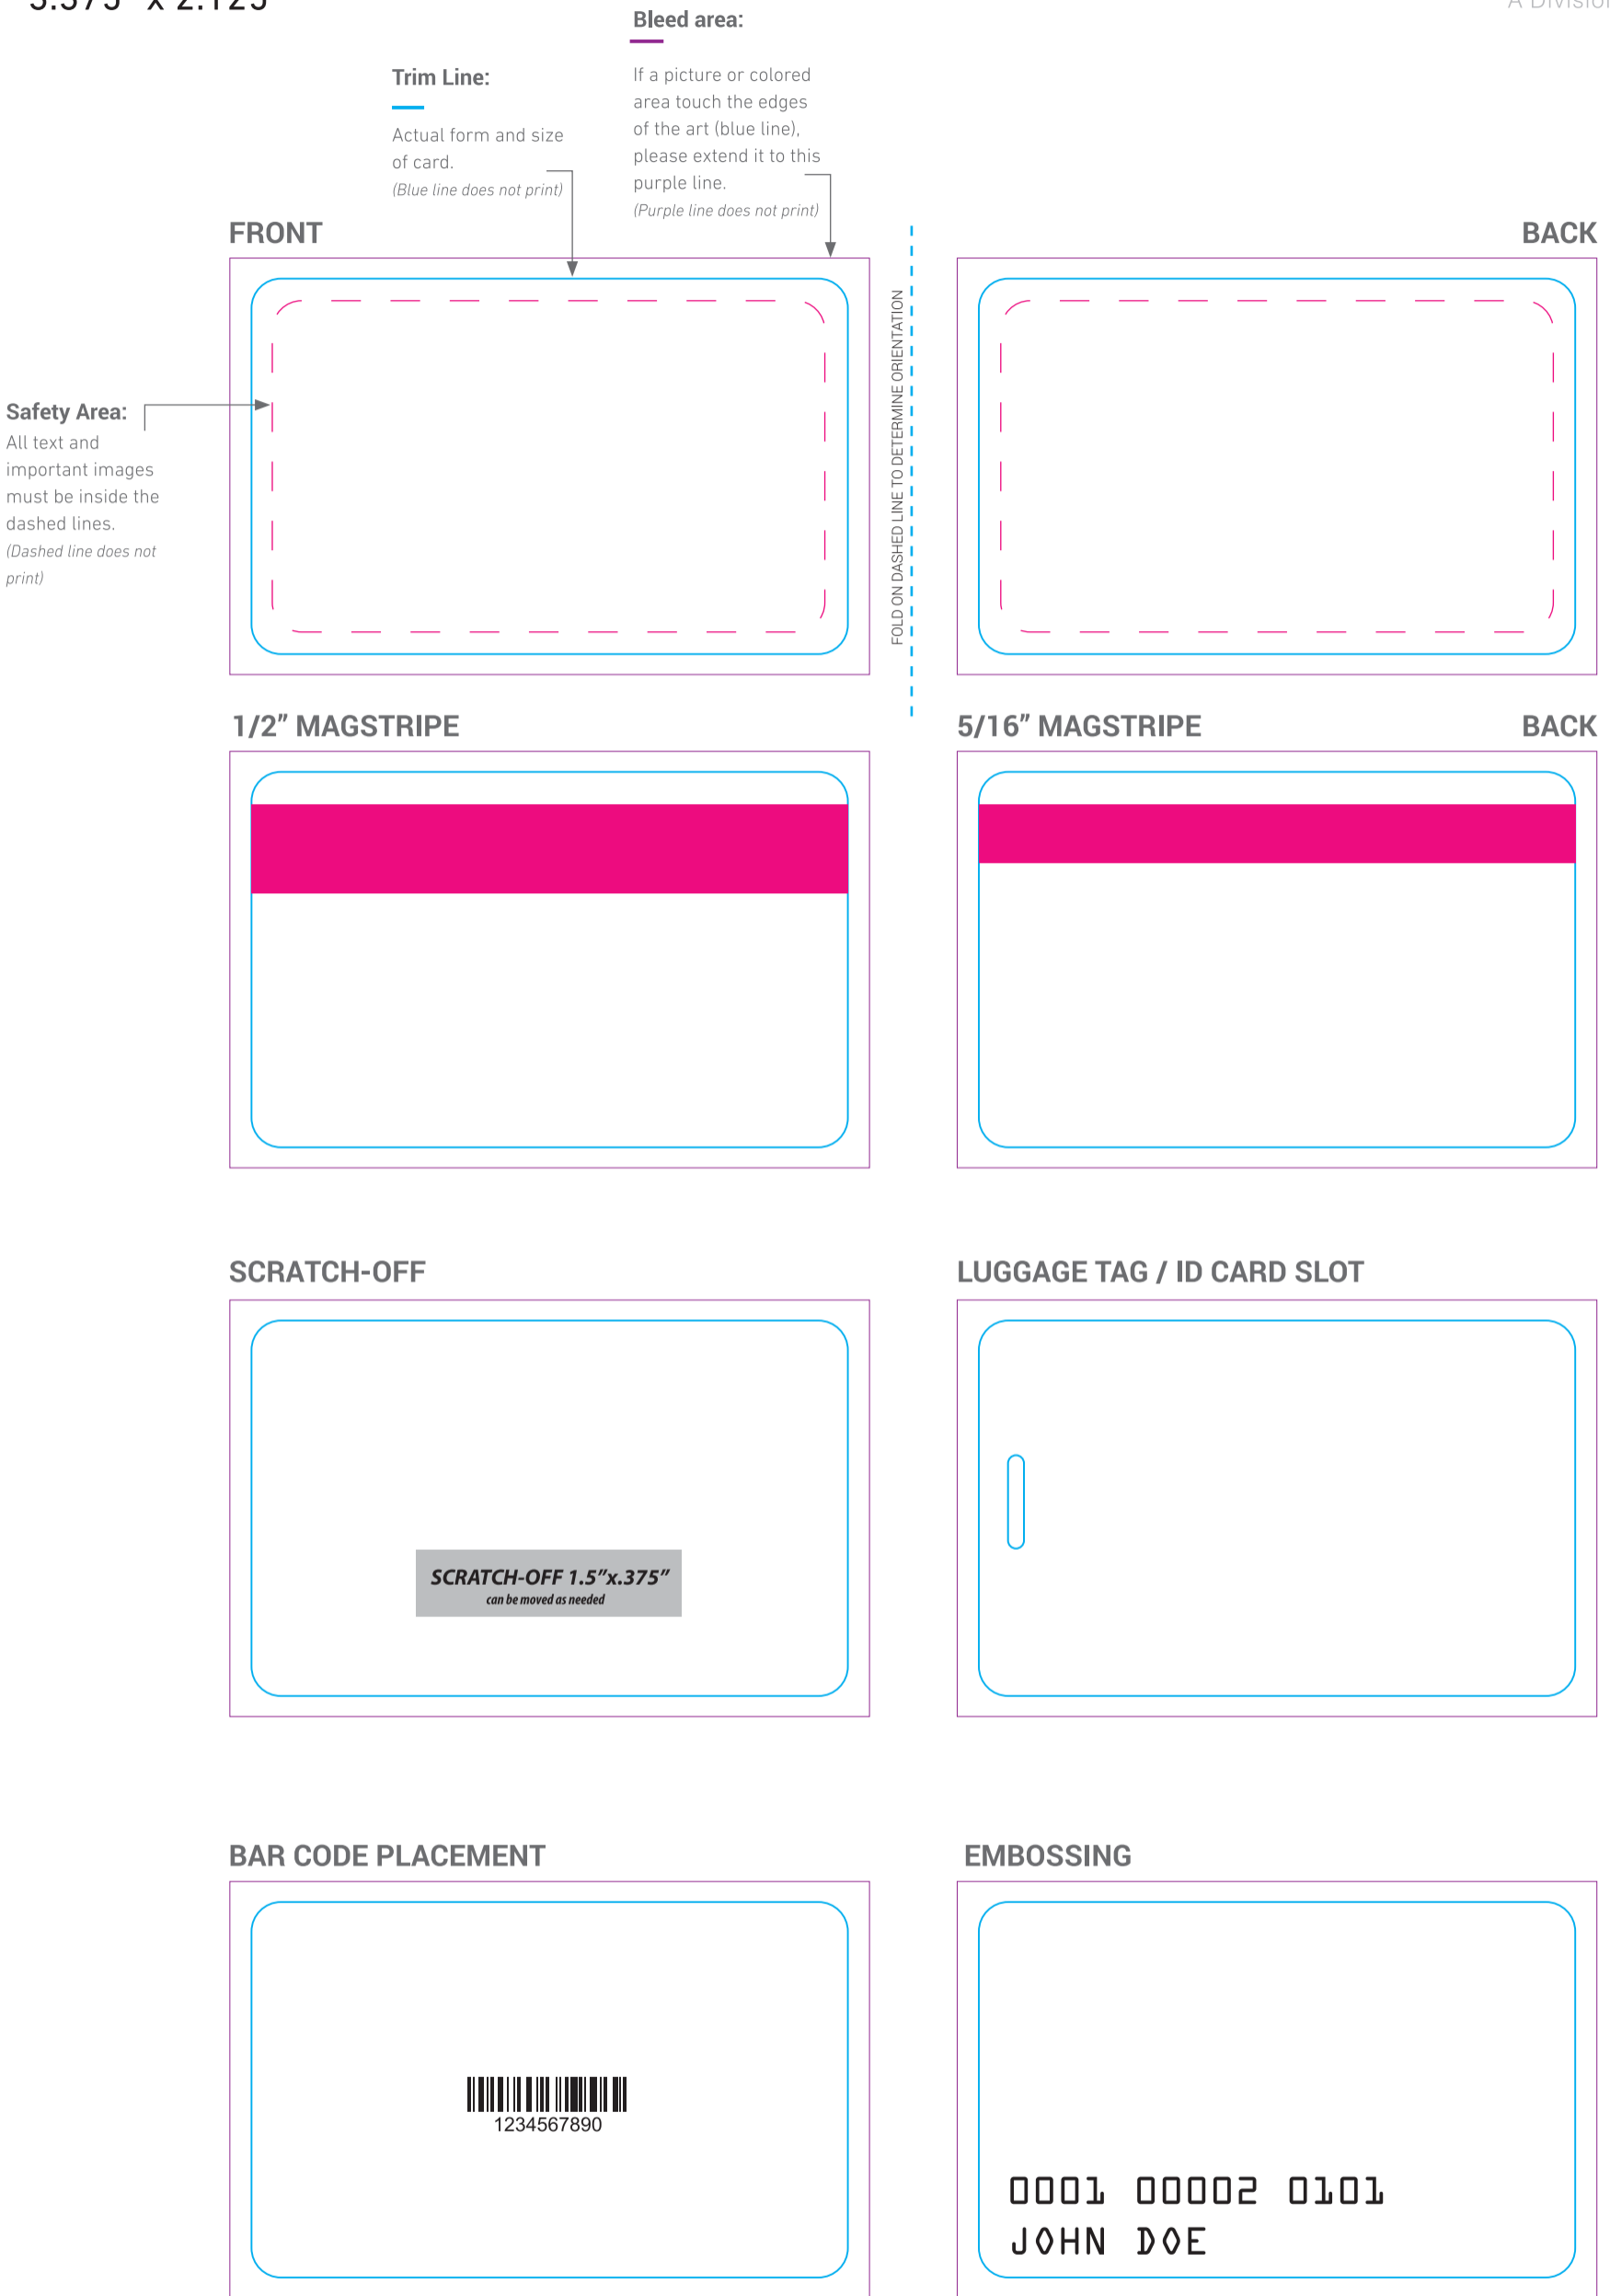 3.375" x 2.125"
A Division
Bleed area:
If a picture or colored
area touch the edges
of the art (blue line),
please extend it to this
purple line.
(Purple line does not print)
Trim Line:
Actual form and size
of card.
(Blue line does not print)
FRONT
BACK
Safety Area:
All text and
important images
must be inside the
dashed lines.
(Dashed line does not
print)
FOLD ON DASHED LINE TO DETERMINE ORIENTATION
1/2” MAGSTRIPE
5/16” MAGSTRIPE
BACK
SCRATCH-OFF
LUGGAGE TAG / ID CARD SLOT
SCRATCH-OFF 1.5”x.375”
can be moved as needed
BAR CODE PLACEMENT
EMBOSSING
1234567890
0001 00002 0101
JOHN DOE